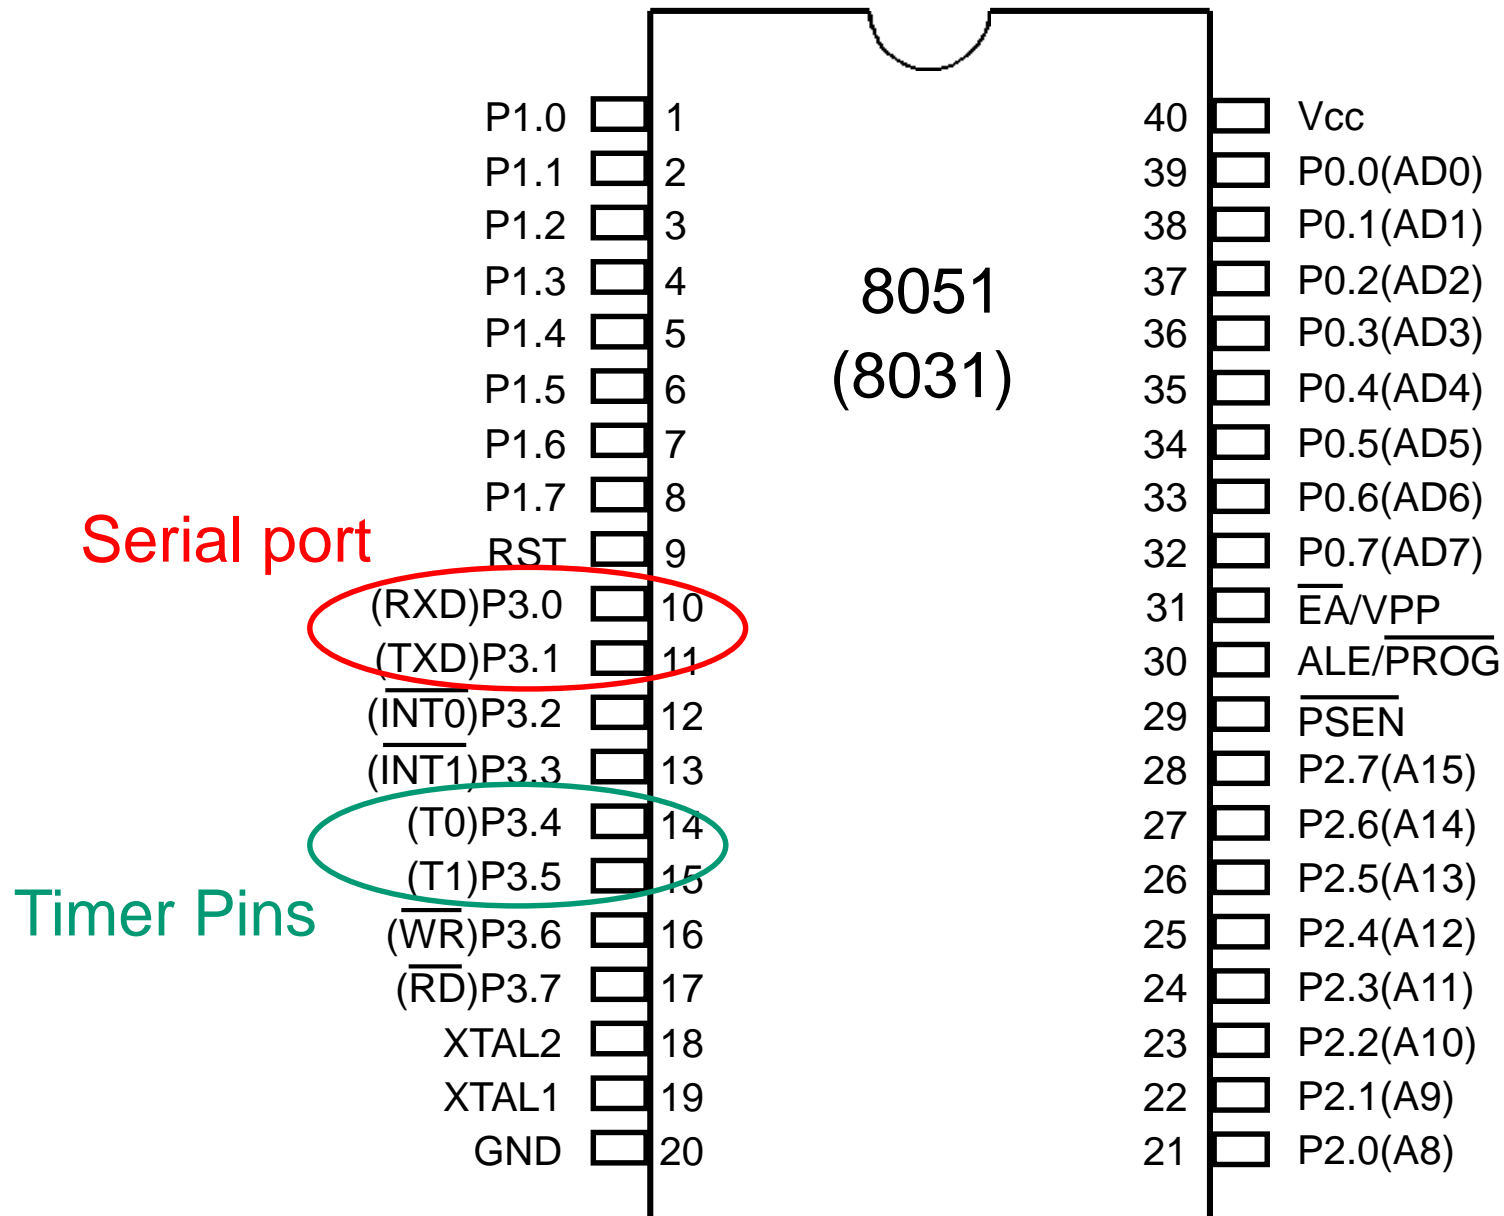 8051
(8031)
P1.0 1 40 Vcc
P1.1 2 39 P0.0(AD0)
P1.2 3 38 P0.1(AD1)
P1.3 4 37 P0.2(AD2)
P1.4 5 36 P0.3(AD3)
P1.5 6 35 P0.4(AD4)
P1.6 7 34 P0.5(AD5)
P1.7 8 33 P0.6(AD6)
Serial port
RST 9 32 P0.7(AD7)
(RXD)P3.0 10 31 E̅A̅/VPP
(TXD)P3.1 11 30 ALE/P̅R̅O̅G̅
(I̅N̅T̅0̅)P3.2 12 29 P̅S̅E̅N̅
(I̅N̅T̅1̅)P3.3 13 28 P2.7(A15)
(T0)P3.4 14 27 P2.6(A14)
(T1)P3.5 15 26 P2.5(A13)
Timer Pins
(W̅R̅)P3.6 16 25 P2.4(A12)
(R̅D̅)P3.7 17 24 P2.3(A11)
XTAL2 18 23 P2.2(A10)
XTAL1 19 22 P2.1(A9)
GND 20 21 P2.0(A8)